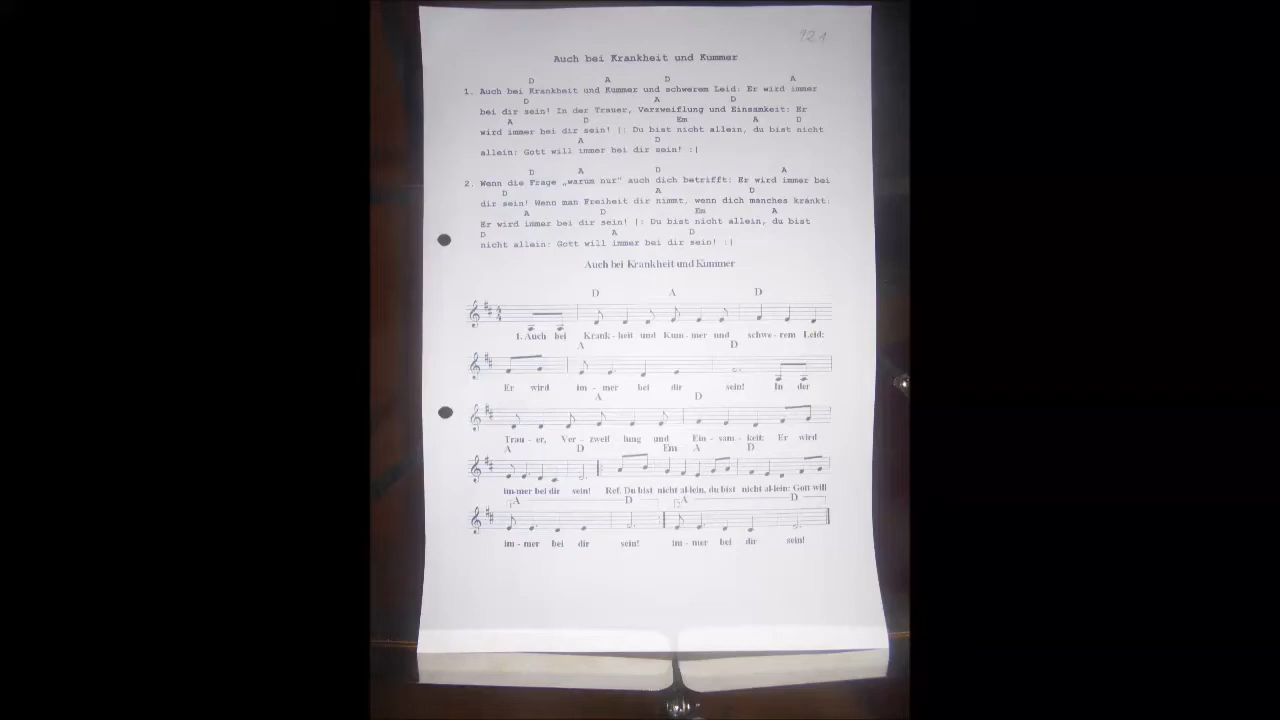 121
Auch bei Krankheit und Kummer
D A D A
1. Auch bei Krankheit und Kummer und schwerem Leid: Er wird immer
D A D
bei dir sein! In der Trauer, Verzweiflung und Einsamkeit: Er
A D Em A D
wird immer bei dir sein! |: Du bist nicht allein, du bist nicht
A D
allein: Gott will immer bei dir sein! :|
D A D A
2. Wenn die Frage „warum nur" auch dich betrifft: Er wird immer bei
D A D
dir sein! Wenn man Freiheit dir nimmt, wenn dich manches kränkt:
A D Em A
Er wird immer bei dir sein! |: Du bist nicht allein, du bist
D A D
nicht allein: Gott will immer bei dir sein! :|
Auch bei Krankheit und Kummer
D A D
1. Auch bei Krank - heit und Kum - mer und schwe - rem Leid:
A D
Er wird im - mer bei dir sein! In der
A D
Trau - er, Ver - zweif lung und Ein - sam - keit: Er wird
A D Em A D
im-mer bei dir sein! Ref. Du bist nicht al-lein, du bist nicht al-lein: Gott will
A D A D
im - mer bei dir sein! im - mer bei dir sein!